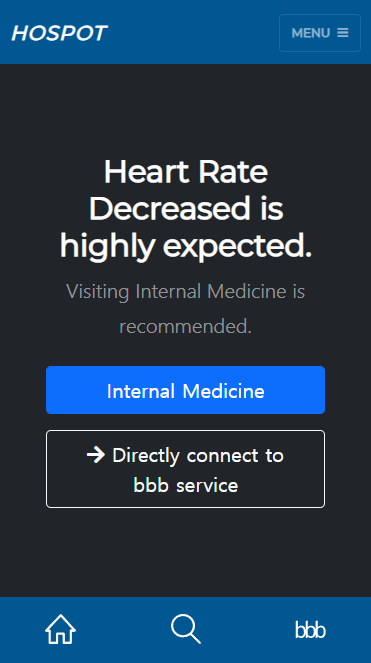 HOSPOT
MENU
Heart Rate
Decreased is
highly expected.
Visiting Internal Medicine is
recommended.
Internal Medicine
Directly connect to
bbb service
bbb